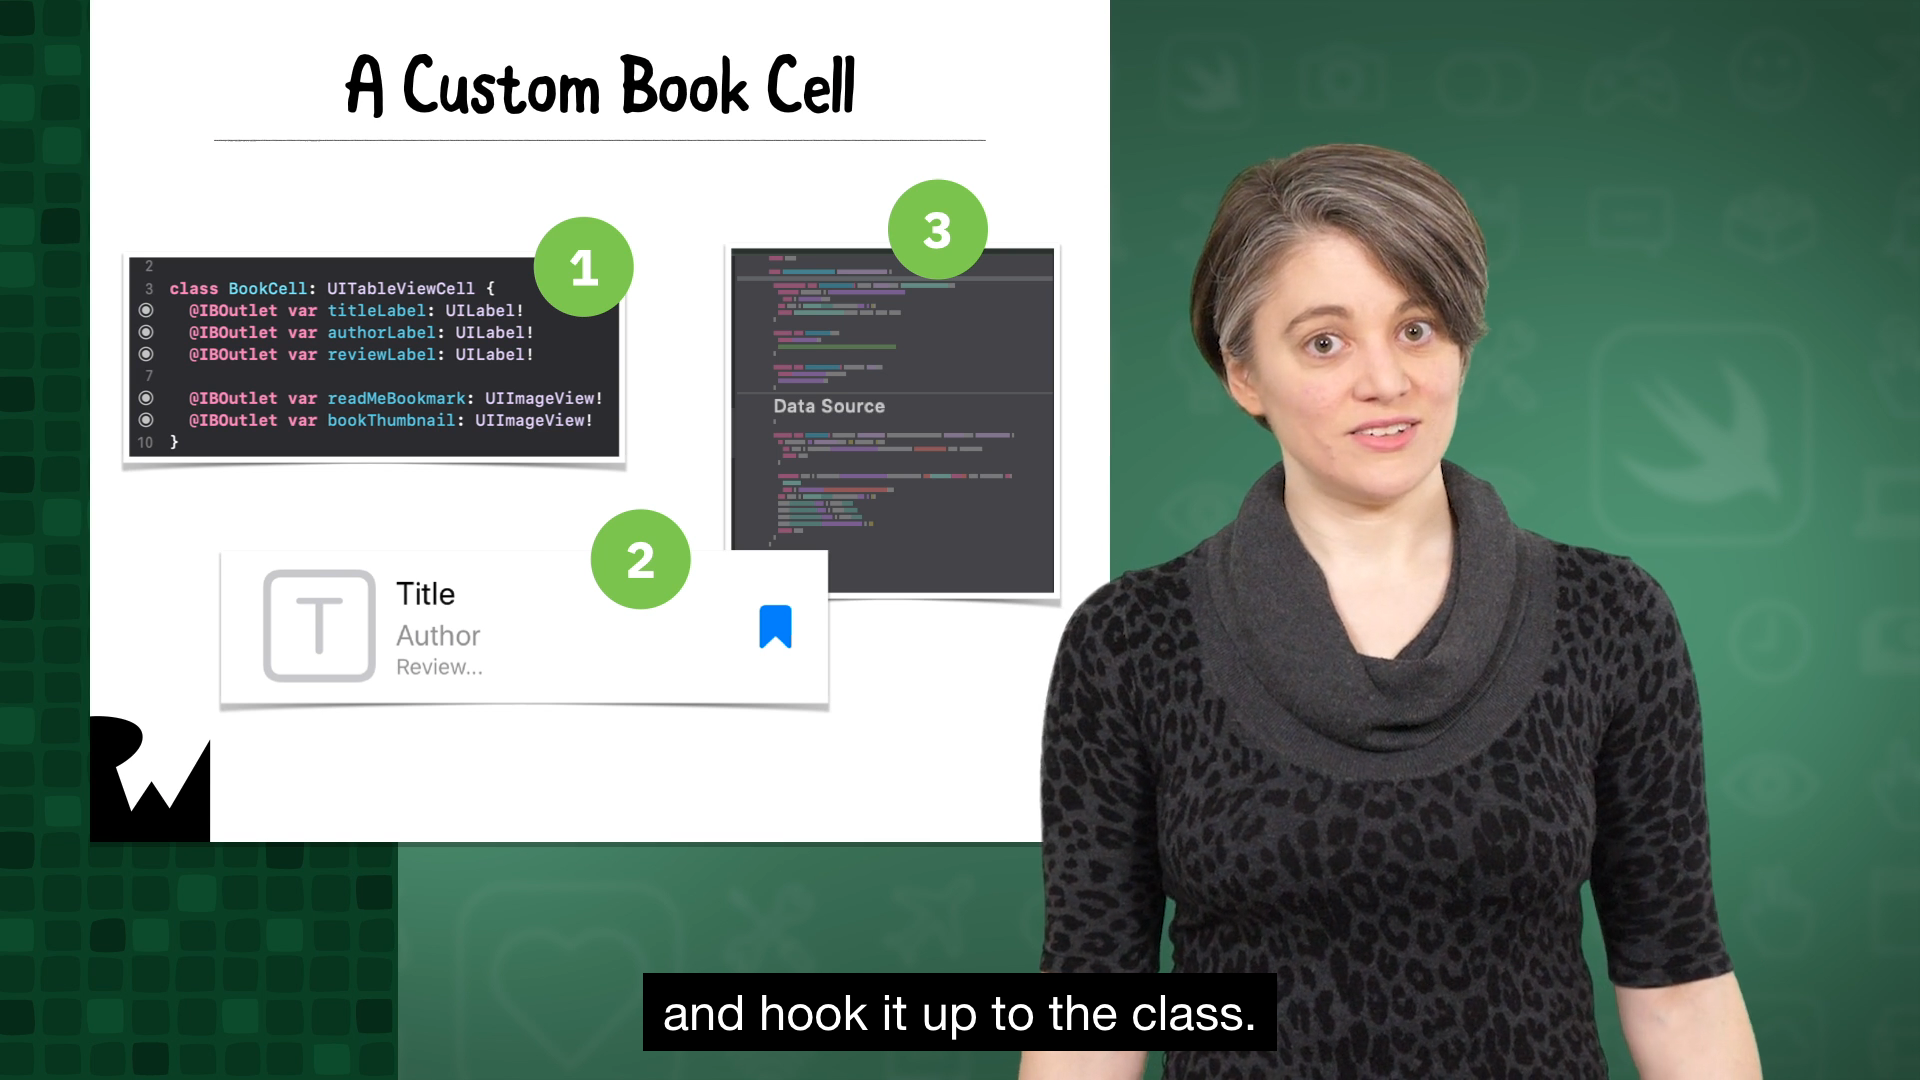 A Custom Book Cell
1
2
3 class BookCell: UITableViewCell {
@IBOutlet var titleLabel: UILabel!
@IBOutlet var authorLabel: UILabel!
@IBOutlet var reviewLabel: UILabel!
7
@IBOutlet var readMeBookmark: UIImageView!
@IBOutlet var bookThumbnail: UIImageView!
10 }
3
Data Source
2
T
Title
Author
Review...
RW
and hook it up to the class.